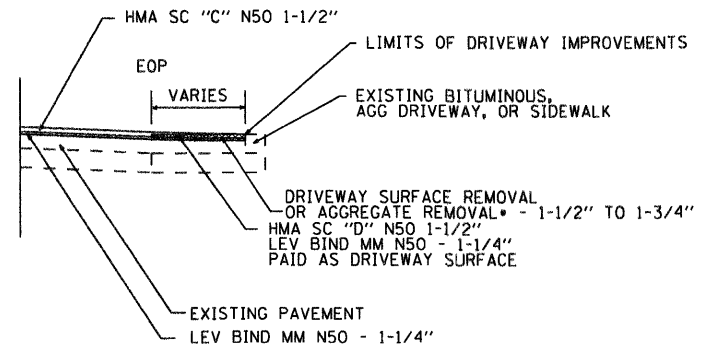 HMA SC "C" N50 1-1/2"
LIMITS OF DRIVEWAY IMPROVEMENTS
EOP
VARIES
EXISTING BITUMINOUS,
AGG DRIVEWAY, OR SIDEWALK
DRIVEWAY SURFACE REMOVAL
OR AGGREGATE REMOVAL* - 1-1/2" TO 1-3/4"
HMA SC "D" N50 1-1/2"
LEV BIND MM N50 - 1-1/4"
PAID AS DRIVEWAY SURFACE
EXISTING PAVEMENT
LEV BIND MM N50 - 1-1/4"